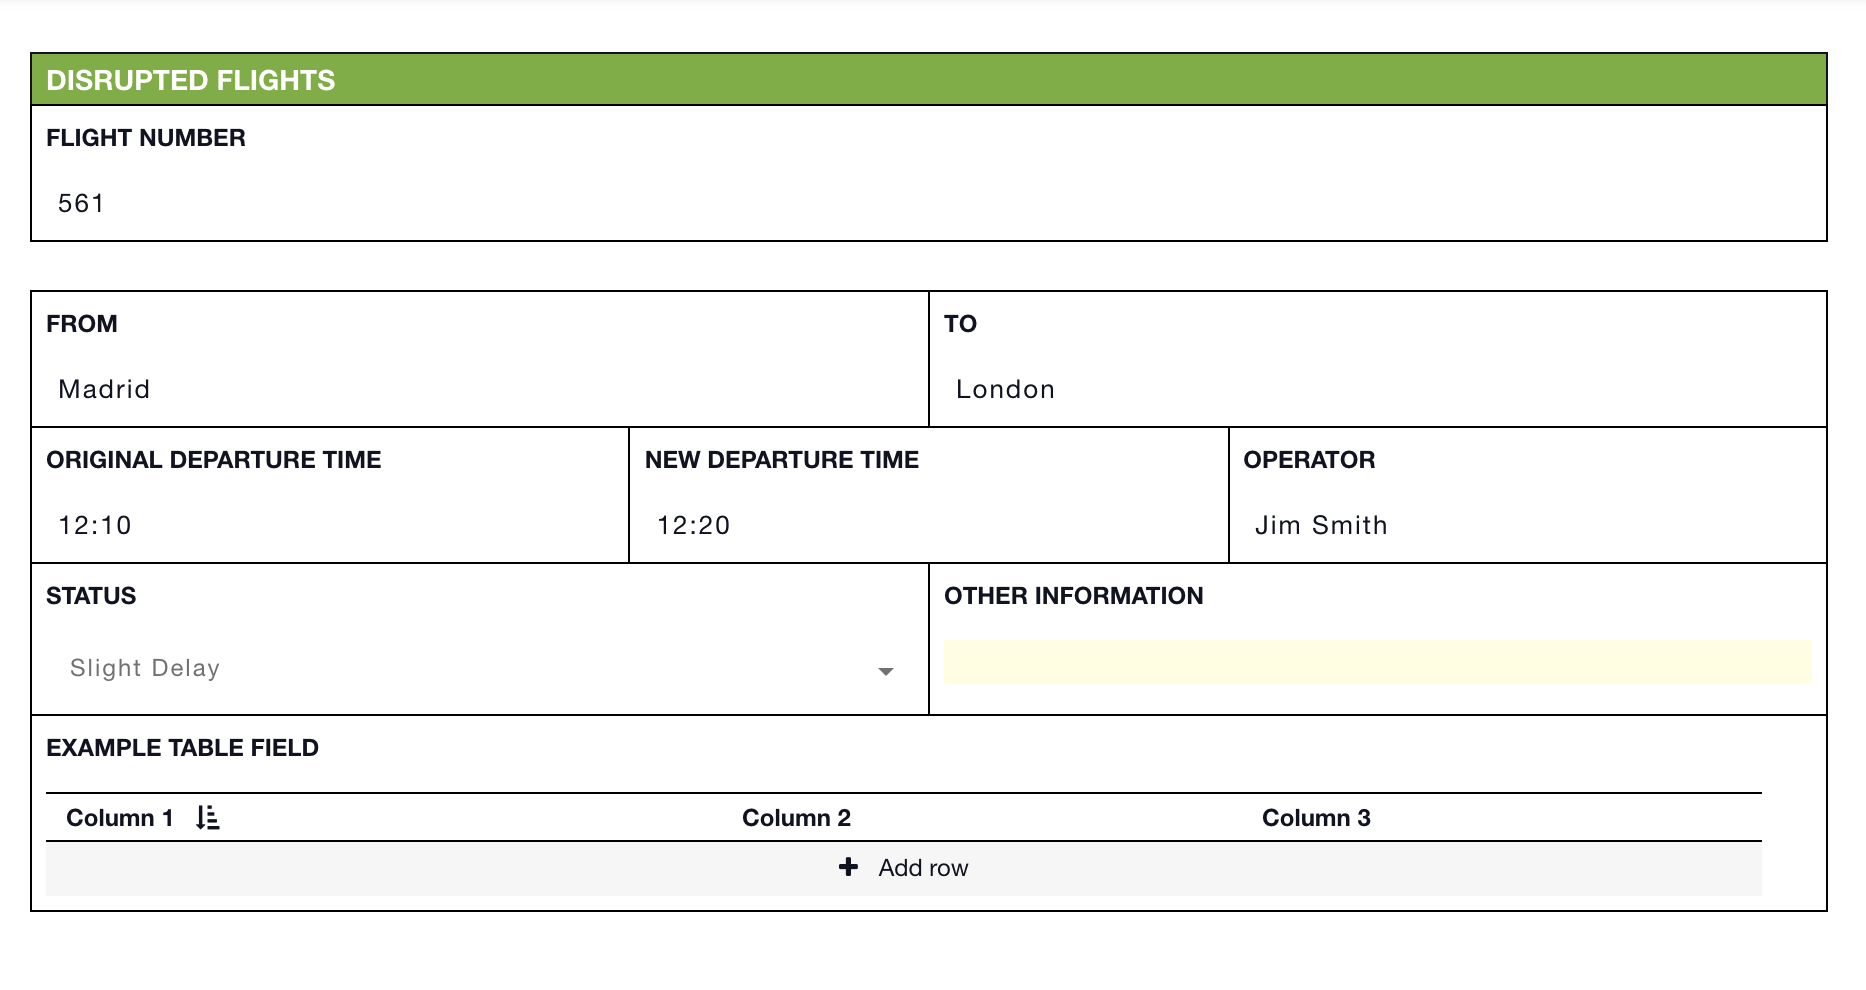 DISRUPTED FLIGHTS
FLIGHT NUMBER
561
FROM
TO
Madrid
London
ORIGINAL DEPARTURE TIME
NEW DEPARTURE TIME
OPERATOR
12:10
12:20
Jim Smith
STATUS
OTHER INFORMATION
Slight Delay
EXAMPLE TABLE FIELD
Column 1
Column 2
Column 3
Add row